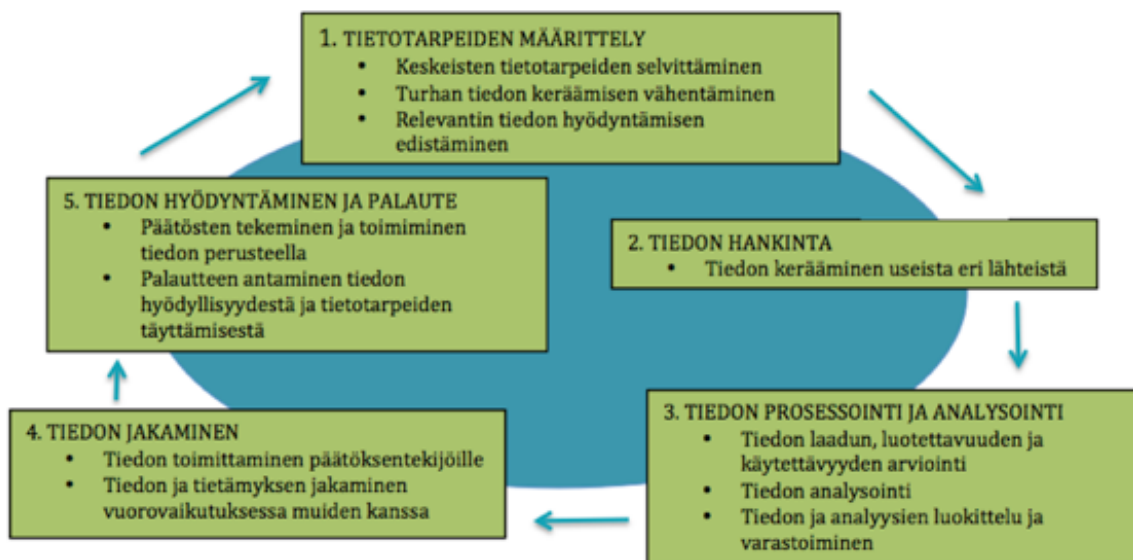 1. TIETOTARPEIDEN MÄÄRITTELY
• Keskeisten tietotarpeiden selvittäminen
• Turhan tiedon keräämisen vähentäminen
• Relevantin tiedon hyödyntämisen
edistäminen
2. TIEDON HANKINTA
• Tiedon kerääminen useista eri lähteistä
3. TIEDON PROSESSOINTI JA ANALYSOINTI
• Tiedon laadun, luotettavuuden ja
käytettävyyden arviointi
• Tiedon analysointi
• Tiedon ja analyysien luokittelu ja
varastoiminen
4. TIEDON JAKAMINEN
• Tiedon toimittaminen päätöksentekijöille
• Tiedon ja tietämyksen jakaminen
vuorovaikutuksessa muiden kanssa
5. TIEDON HYÖDYNTÄMINEN JA PALAUTE
• Päätösten tekeminen ja toimiminen
tiedon perusteella
• Palautteen antaminen tiedon
hyödyllisyydestä ja tietotarpeiden
täyttämisestä